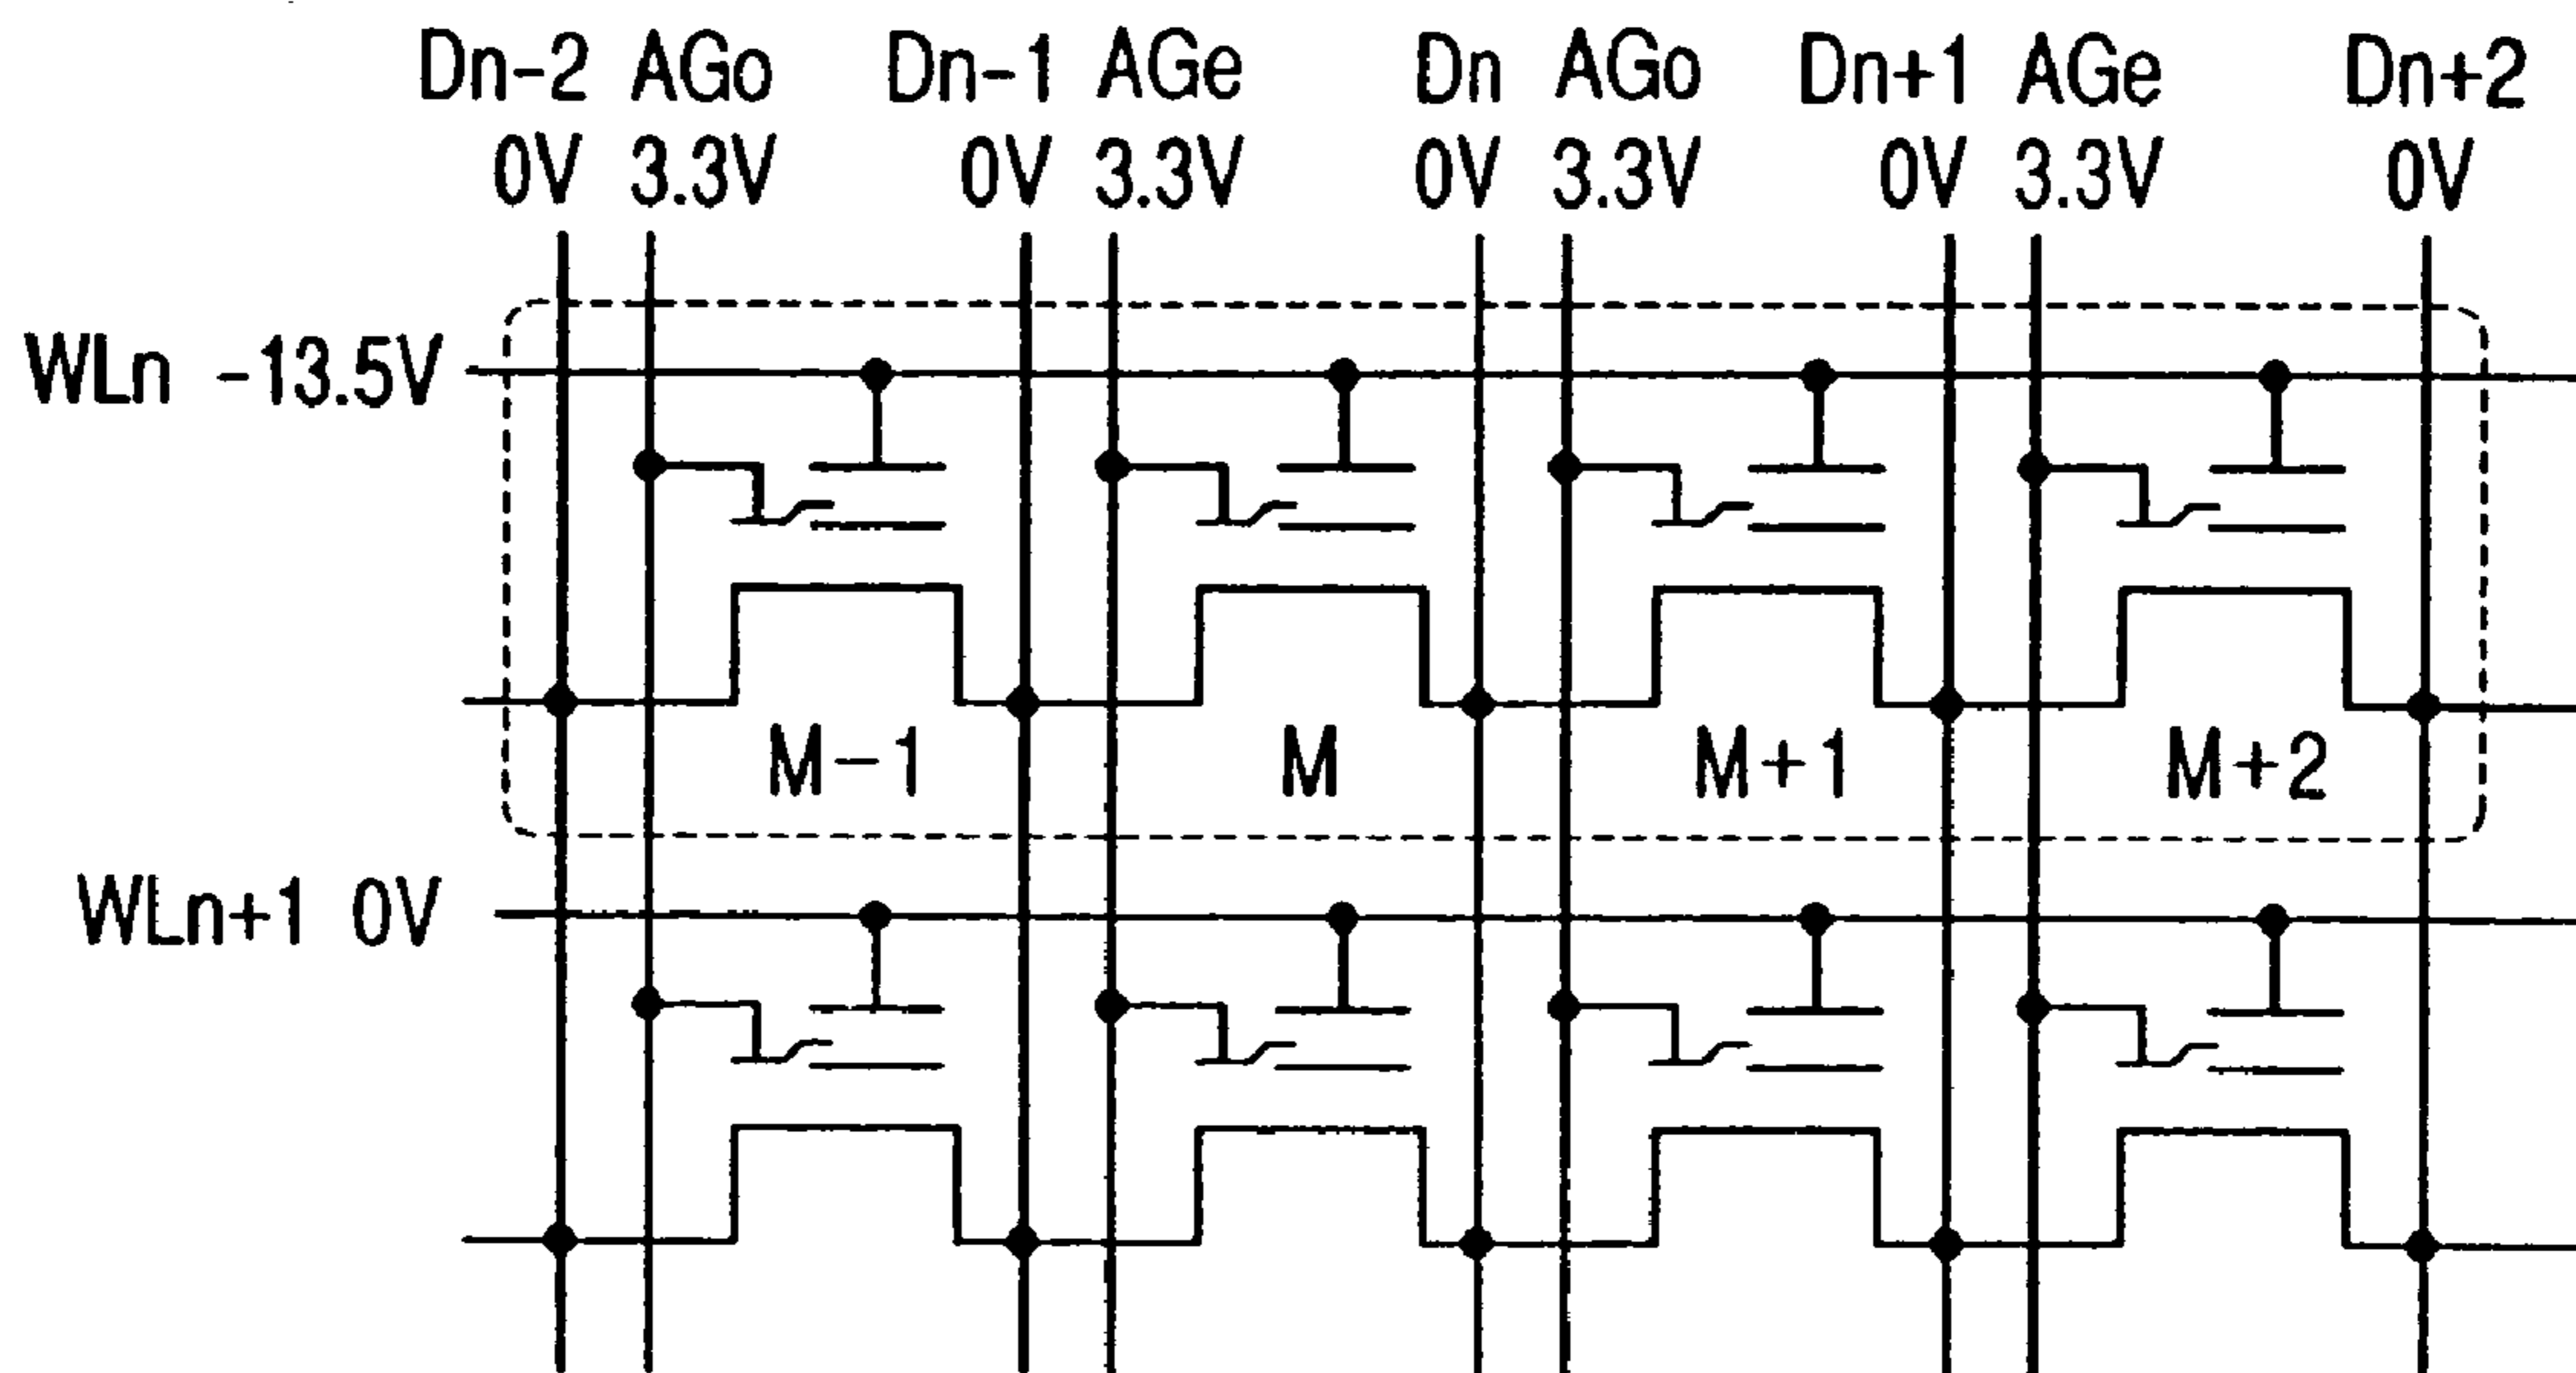 Dn-2 AGo Dn-1 AGe Dn AGo Dn+1 AGe Dn+2
0V 3.3V 0V 3.3V 0V 3.3V 0V 3.3V 0V
WLn -13.5V
M-1 M M+1 M+2
WLn+1 0V